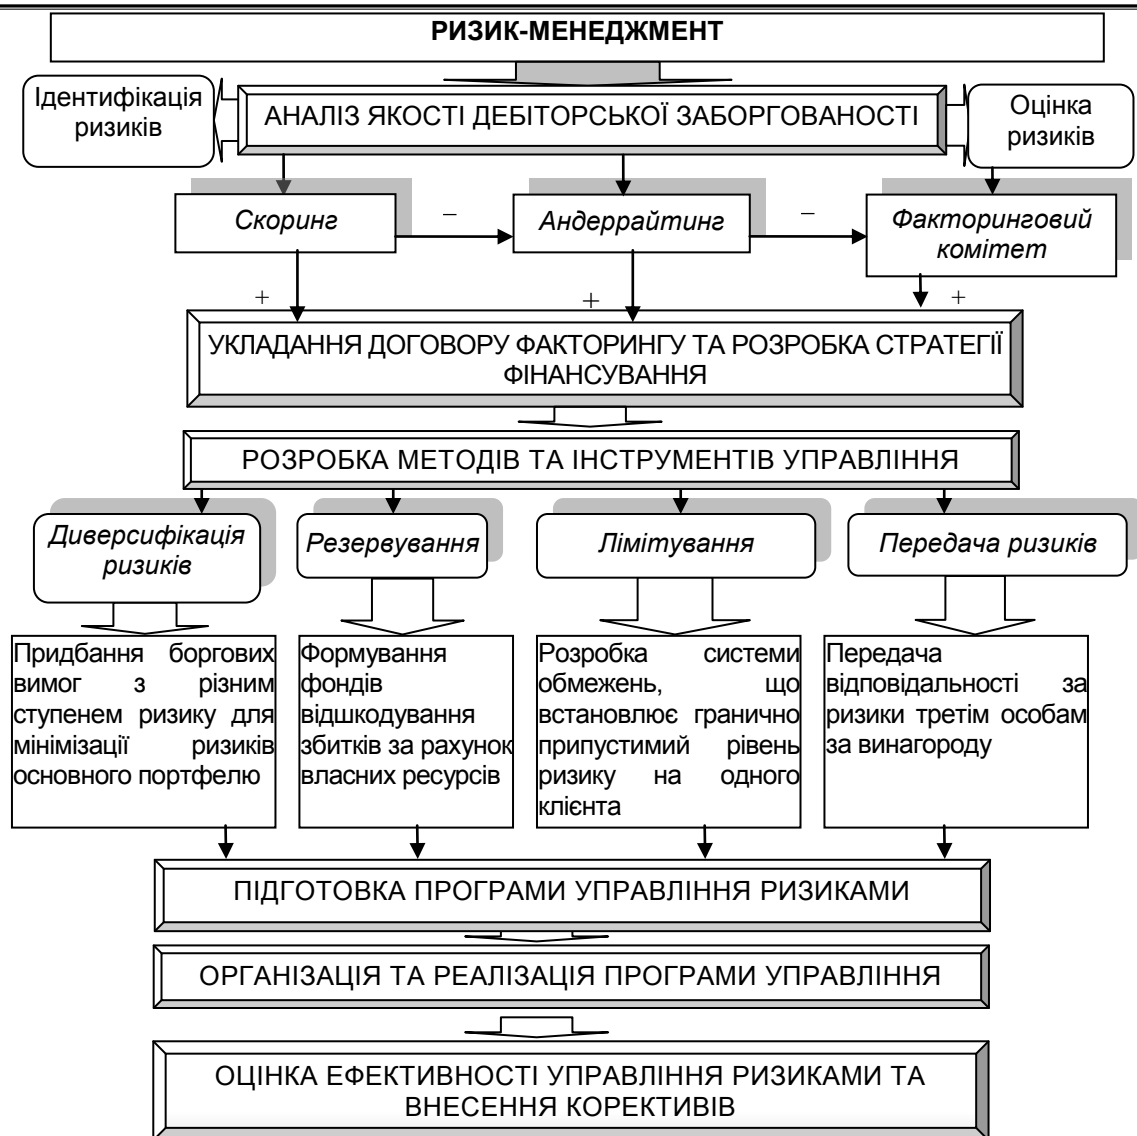 РИЗИК-МЕНЕДЖМЕНТ
Ідентифікація
ризиків
АНАЛІЗ ЯКОСТІ ДЕБІТОРСЬКОЇ ЗАБОРГОВАНОСТІ
Оцінка
ризиків
Скоринг
–
Андеррайтинг
–
Факторинговий
комітет
+
+
+
УКЛАДАННЯ ДОГОВОРУ ФАКТОРИНГУ ТА РОЗРОБКА СТРАТЕГІЇ
ФІНАНСУВАННЯ
РОЗРОБКА МЕТОДІВ ТА ІНСТРУМЕНТІВ УПРАВЛІННЯ
Диверсифікація
ризиків
Резервування
Лімітування
Передача ризиків
Придбання боргових
вимог з різним
ступенем ризику для
мінімізації ризиків
основного портфелю
Формування
фондів
відшкодування
збитків за рахунок
власних ресурсів
Розробка системи
обмежень, що
встановлює гранично
припустимий рівень
ризику на одного
клієнта
Передача
відповідальності за
ризики третім особам
за винагороду
ПІДГОТОВКА ПРОГРАМИ УПРАВЛІННЯ РИЗИКАМИ
ОРГАНІЗАЦІЯ ТА РЕАЛІЗАЦІЯ ПРОГРАМИ УПРАВЛІННЯ
ОЦІНКА ЕФЕКТИВНОСТІ УПРАВЛІННЯ РИЗИКАМИ ТА
ВНЕСЕННЯ КОРЕКТИВІВ